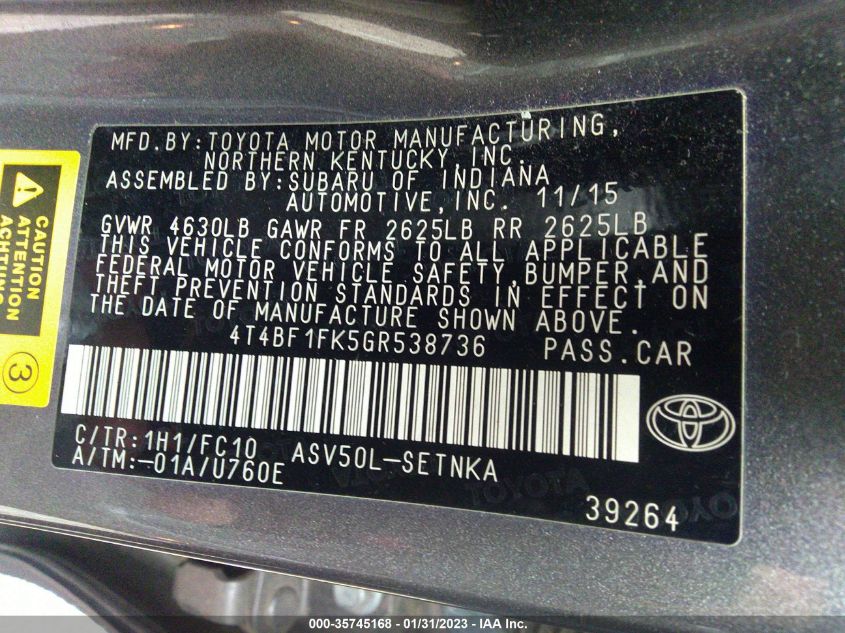 MFD.BY:TOYOTA MOTOR MANUFACTURING,
NORTHERN KENTUCKY, INC.
ASSEMBLED BY:SUBARU OF INDIANA
AUTOMOTIVE,INC. 11/15
GVWR 4630LB GAWR FR 2625LB RR 2625LB
THIS VEHICLE CONFORMS TO ALL APPLICABLE
FEDERAL MOTOR VEHICLE SAFETY,BUMPER,AND
THEFT PREVENTION STANDARDS IN EFFECT ON
THE DATE OF MANUFACTURE SHOWN ABOVE.
4T4BF1FK5GR538736 PASS.CAR
C/TR:1H1/FC10 ASV50L-SETNKA
A/TM:-01A/U760E
39264
CAUTION
ATTENTION
ACHTUNG
3
TOYOTA
000-35745168 - 01/31/2023 - IAA Inc.